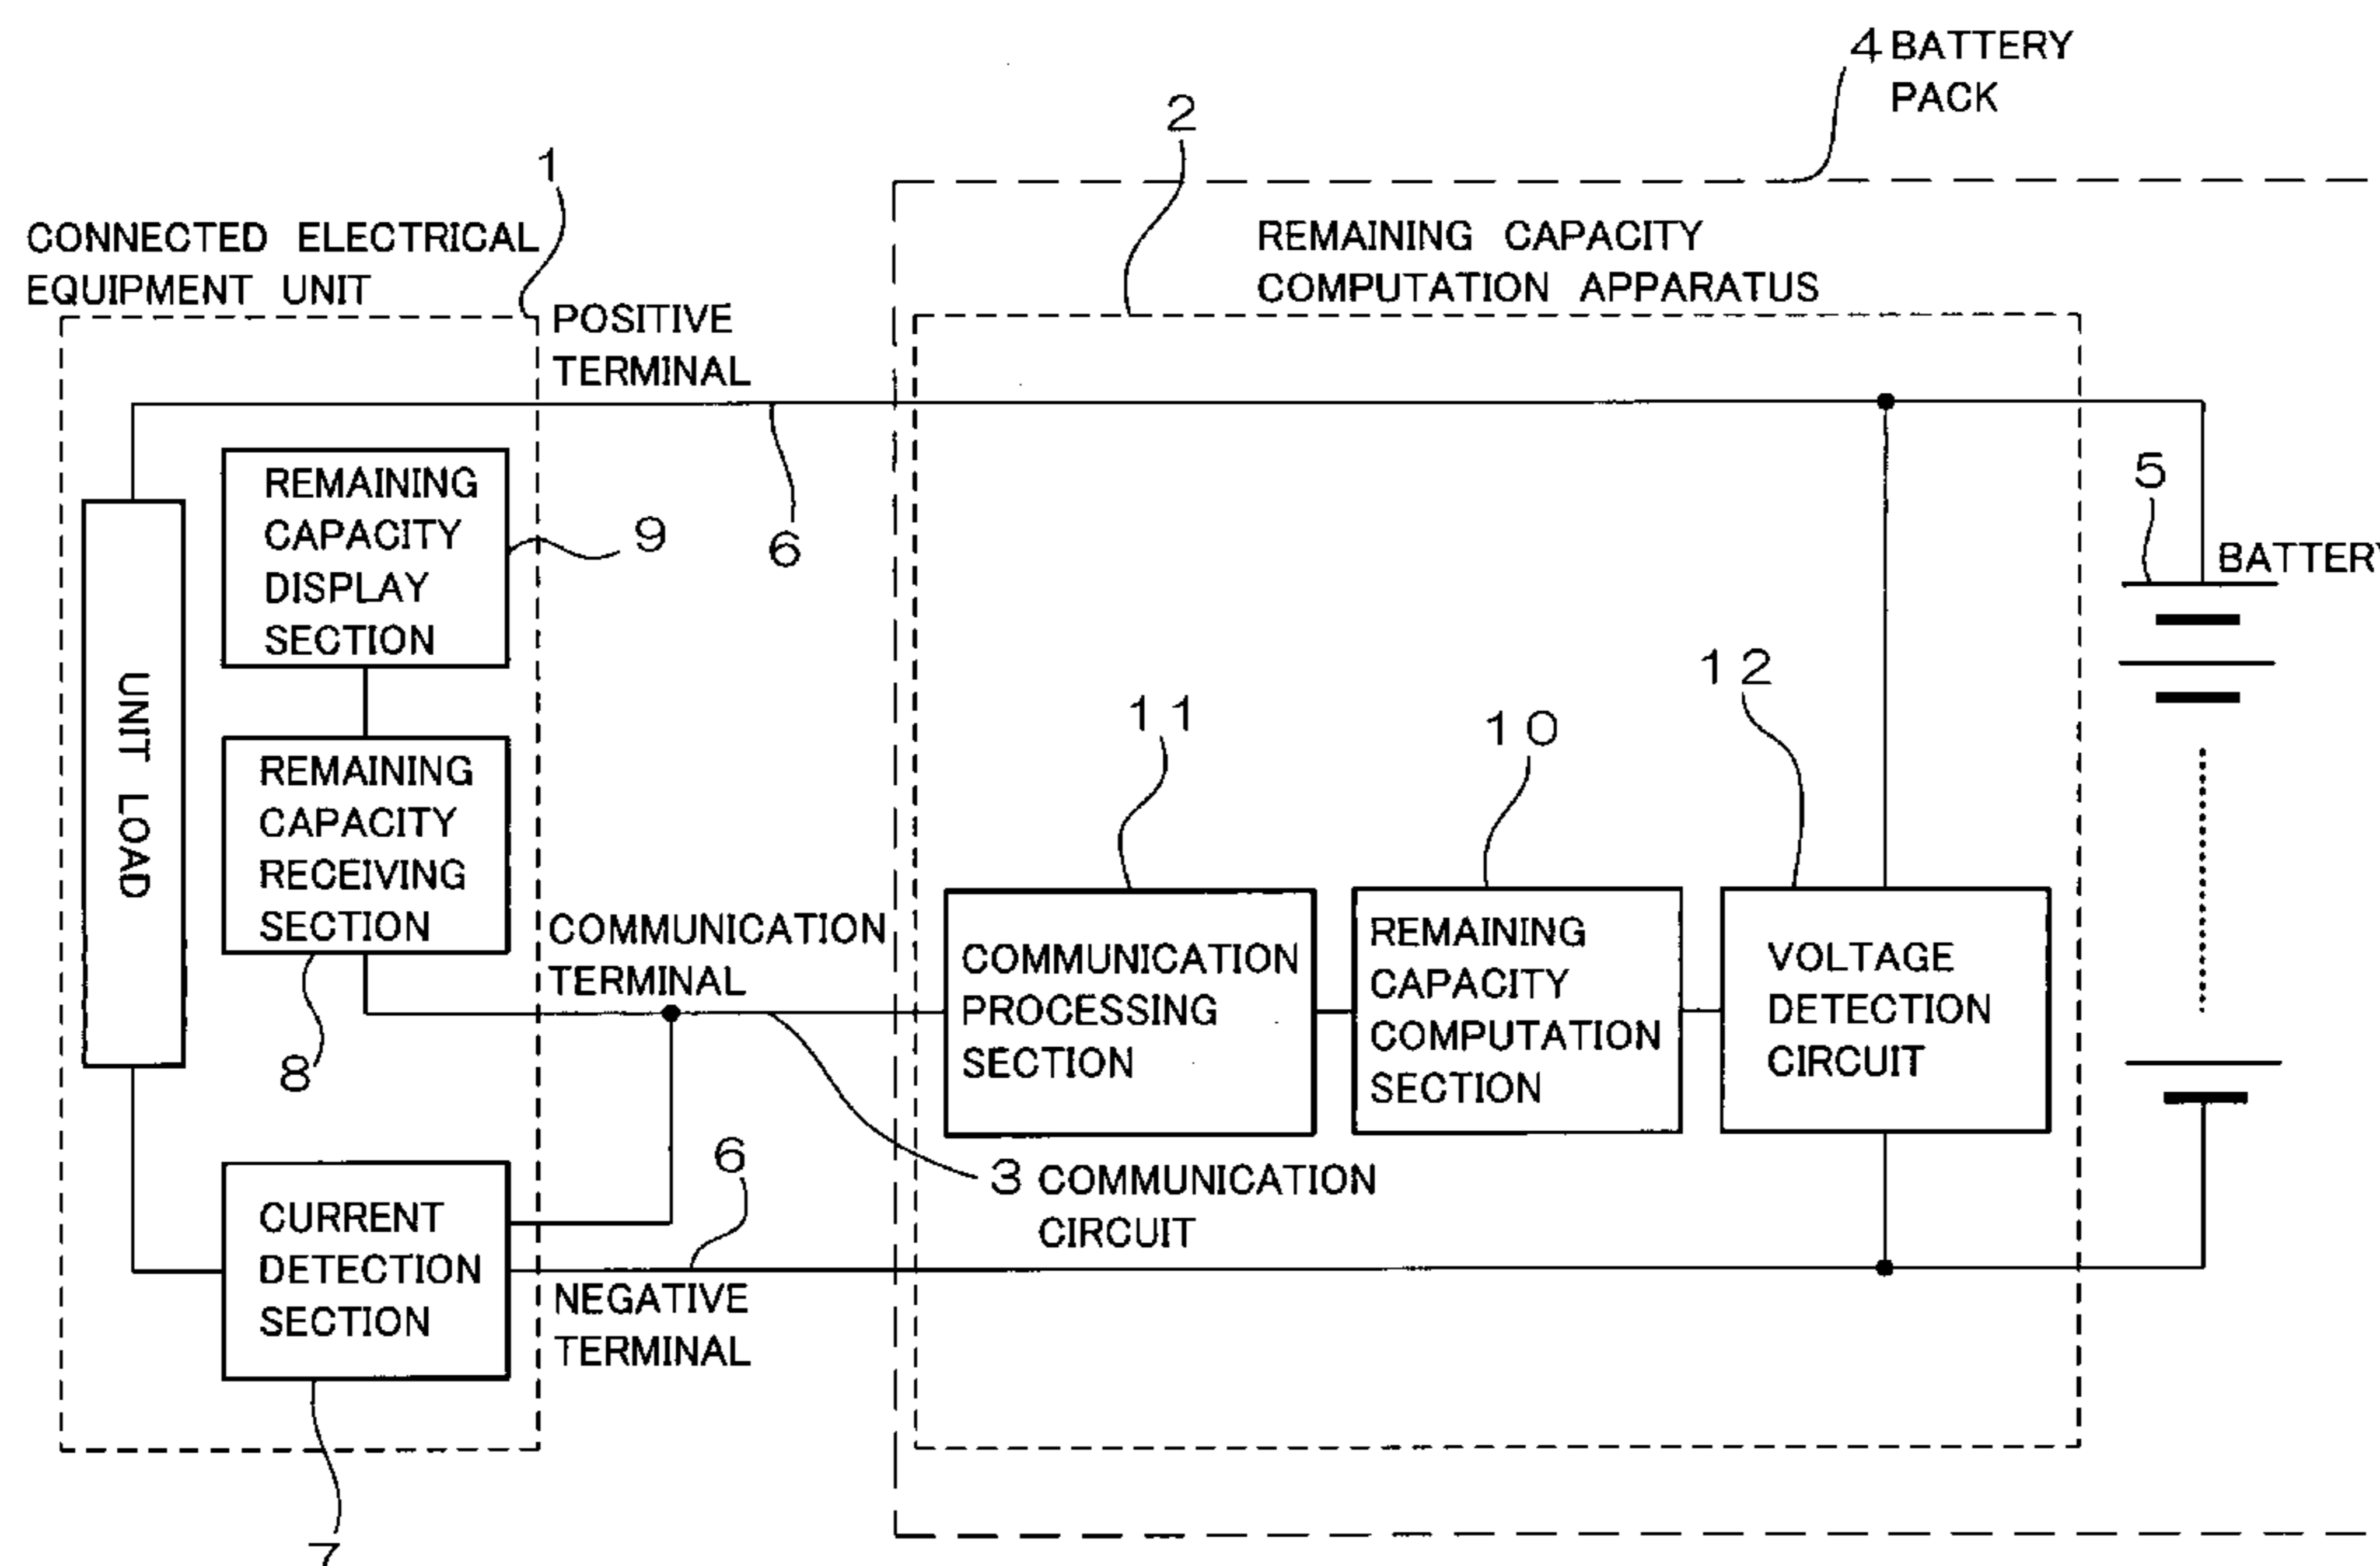 4 BATTERY
PACK
2
1
CONNECTED ELECTRICAL
EQUIPMENT UNIT
REMAINING CAPACITY
COMPUTATION APPARATUS
POSITIVE
TERMINAL
6
REMAINING
CAPACITY
DISPLAY
SECTION
9
5
BATTERY
UNIT LOAD
REMAINING
CAPACITY
RECEIVING
SECTION
8
COMMUNICATION
TERMINAL
11
10
12
COMMUNICATION
PROCESSING
SECTION
REMAINING
CAPACITY
COMPUTATION
SECTION
VOLTAGE
DETECTION
CIRCUIT
6
3 COMMUNICATION
CIRCUIT
CURRENT
DETECTION
SECTION
NEGATIVE
TERMINAL
7